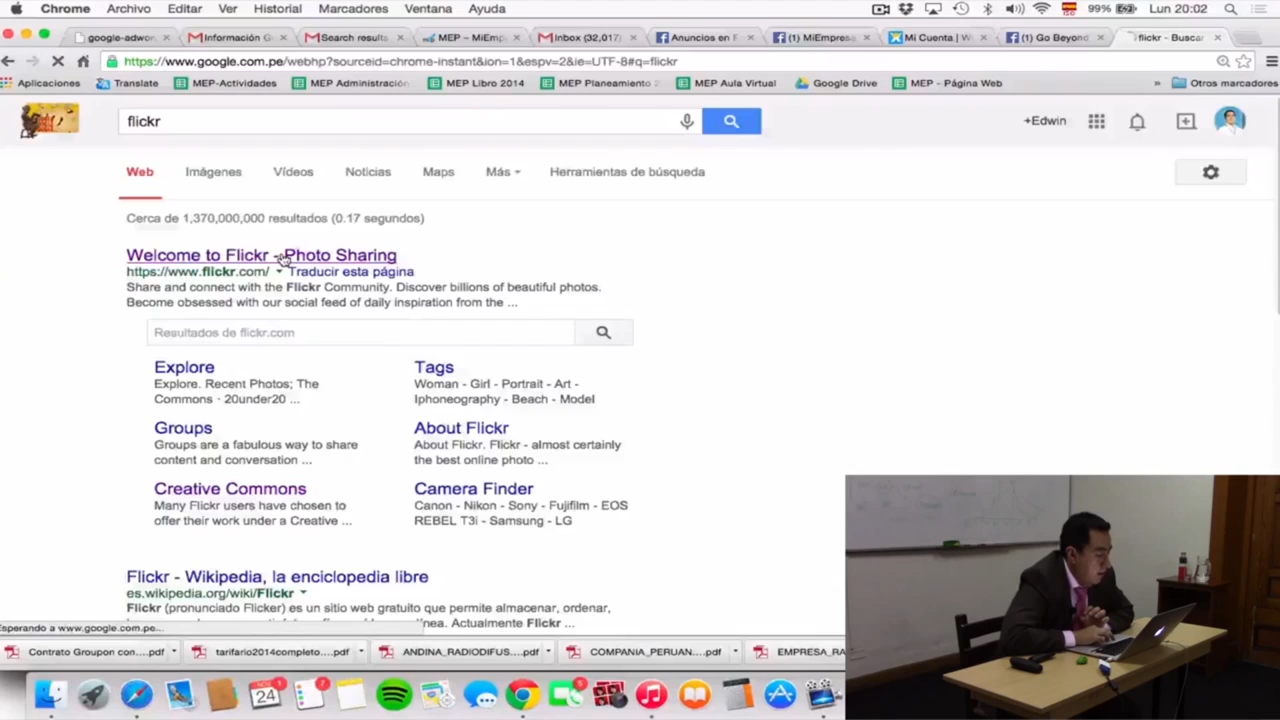 Chrome Archivo Editar Ver Historial Marcadores Ventana Ayuda 99% Lun 20:02
google-adwor Información G Search results MEP – MiEmp Inbox (32,017) Anuncios en F (1) MiEmpresa Mi Cuenta | W (1) Go Beyond flickr - Buscar
https://www.google.com.pe/webhp?sourceid=chrome-instant&ion=1&espv=2&ie=UTF-8#q=flickr
Aplicaciones Translate MEP-Actividades MEP Administración MEP Libro 2014 MEP Planeamiento 2 MEP Aula Virtual Google Drive MEP - Página Web » Otros marcadores
flickr
+Edwin
Web Imágenes Vídeos Noticias Maps Más Herramientas de búsqueda
Cerca de 1,370,000,000 resultados (0.17 segundos)
Welcome to Flickr - Photo Sharing
https://www.flickr.com/ Traducir esta página
Share and connect with the Flickr Community. Discover billions of beautiful photos.
Become obsessed with our social feed of daily inspiration from the ...
Resultados de flickr.com
Explore
Explore. Recent Photos; The
Commons · 20under20 ...
Tags
Woman - Girl - Portrait - Art -
Iphoneography - Beach - Model
Groups
Groups are a fabulous way to share
content and conversation ...
About Flickr
About Flickr. Flickr - almost certainly
the best online photo ...
Creative Commons
Many Flickr users have chosen to
offer their work under a Creative ...
Camera Finder
Canon - Nikon - Sony - Fujifilm - EOS
REBEL T3i - Samsung - LG
Flickr - Wikipedia, la enciclopedia libre
es.wikipedia.org/wiki/Flickr
Flickr (pronunciado Flicker) es un sitio web gratuito que permite almacenar, ordenar,
Actualmente Flickr ...
Esperando a www.google.com.pe...
Contrato Groupon con....pdf tarifario2014completo....pdf ANDINA_RADIODIFUS....pdf COMPANIA_PERUAN....pdf EMPRESA_RA
24